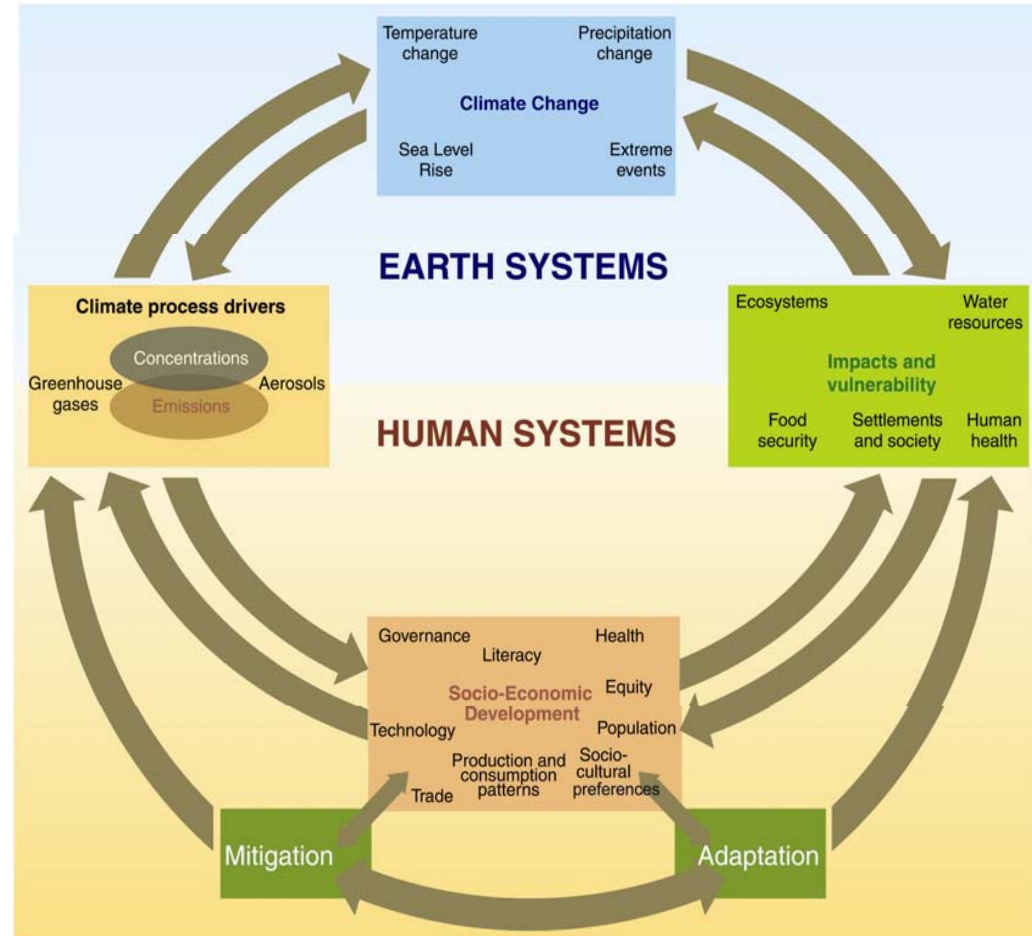 Temperature
change
Precipitation
change
Climate Change
Sea Level
Rise
Extreme
events
EARTH SYSTEMS
Climate process drivers
Concentrations
Greenhouse
gases
Aerosols
Emissions
Ecosystems
Water
resources
Impacts and
vulnerability
Food
security
Settlements
and society
Human
health
HUMAN SYSTEMS
Governance
Literacy
Health
Socio-Economic
Development
Equity
Technology
Population
Production and
consumption
patterns
Socio-
cultural
preferences
Trade
Mitigation
Adaptation